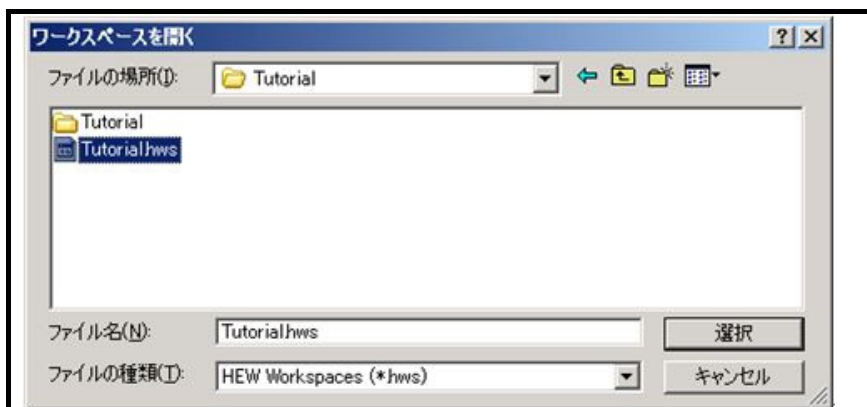 ワークスペースを開く
ファイルの場所(I): Tutorial
Tutorial
Tutorial.hws
ファイル名(N): Tutorial.hws 選択
ファイルの種類(T): HEW Workspaces (*.hws) キャンセル